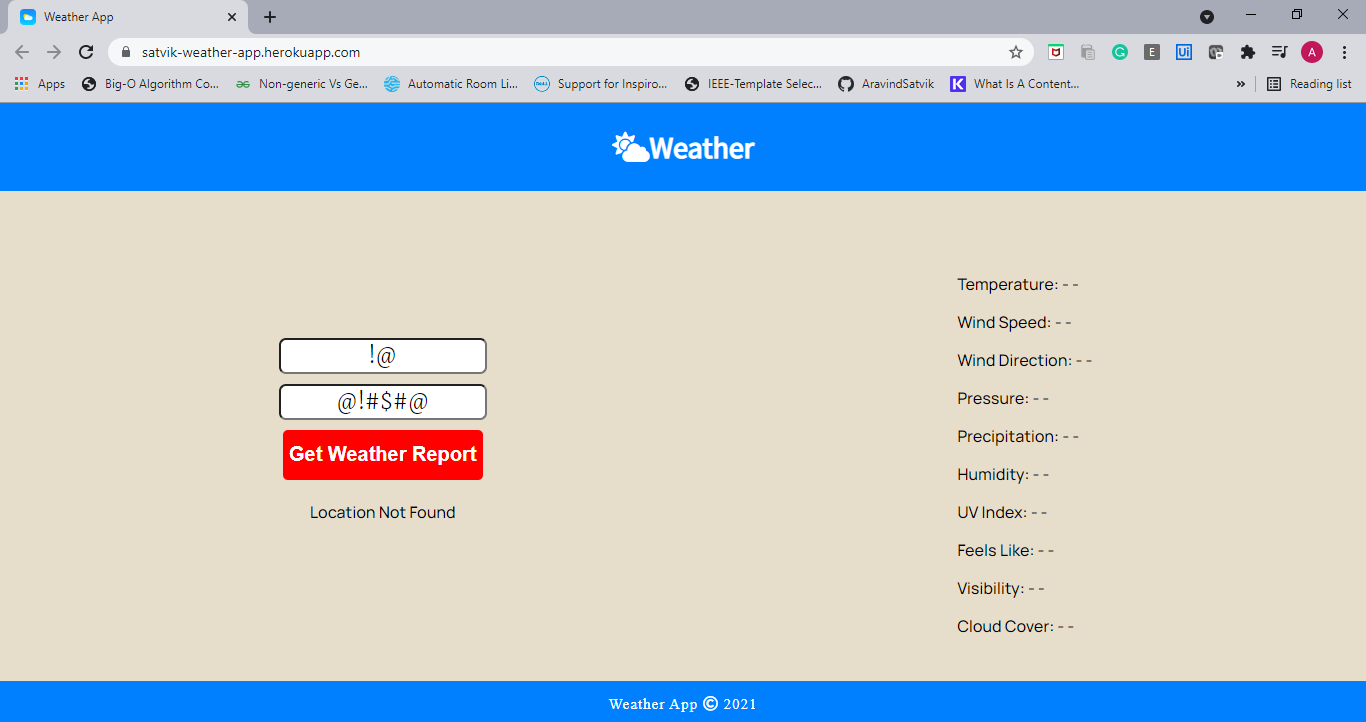 Weather App
satvik-weather-app.herokuapp.com
E Ui A
Apps Big-O Algorithm Co... Non-generic Vs Ge... Automatic Room Li... DELL Support for Inspiro... IEEE-Template Selec... AravindSatvik K What Is A Content... » Reading list
Weather
!@
@!#$#@
Get Weather Report
Location Not Found
Temperature: - -
Wind Speed: - -
Wind Direction: - -
Pressure: - -
Precipitation: - -
Humidity: - -
UV Index: - -
Feels Like: - -
Visibility: - -
Cloud Cover: - -
Weather App © 2021